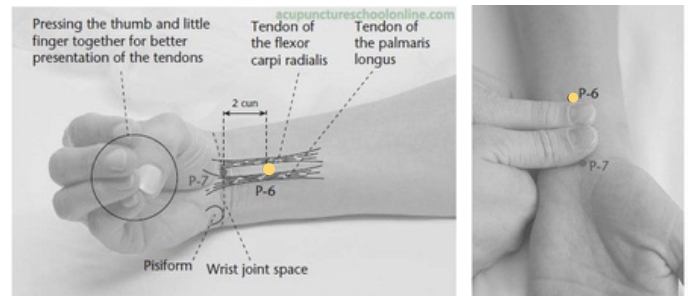 acupunctureschoolonline.com
Pressing the thumb and little
finger together for better
presentation of the tendons
Tendon of
the flexor
carpi radialis
Tendon of
the palmaris
longus
2 cun
P-7
P-6
Pisiform
Wrist joint space
P-6
P-7